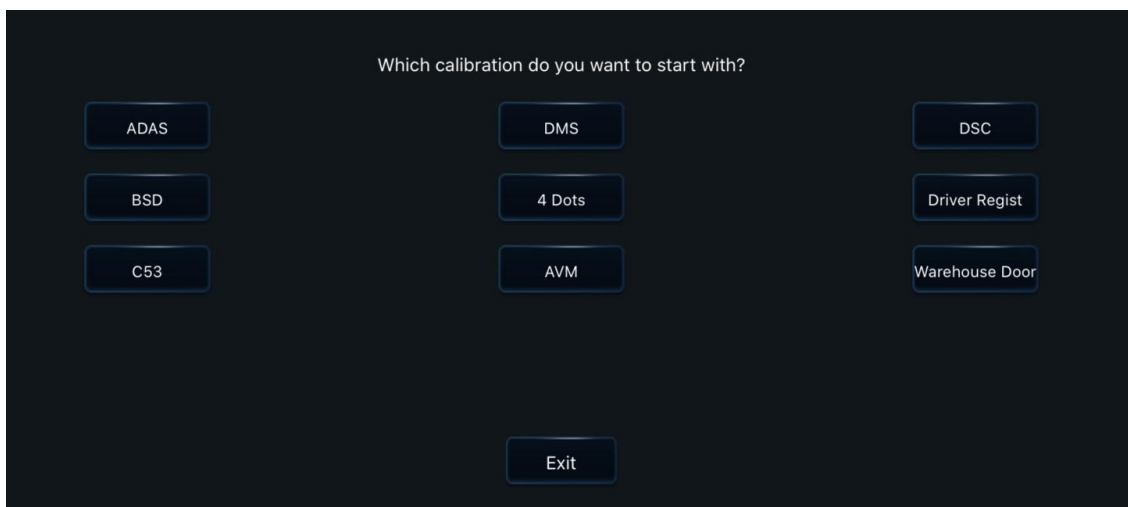 Which calibration do you want to start with?
ADAS
DMS
DSC
BSD
4 Dots
Driver Regist
C53
AVM
Warehouse Door
Exit